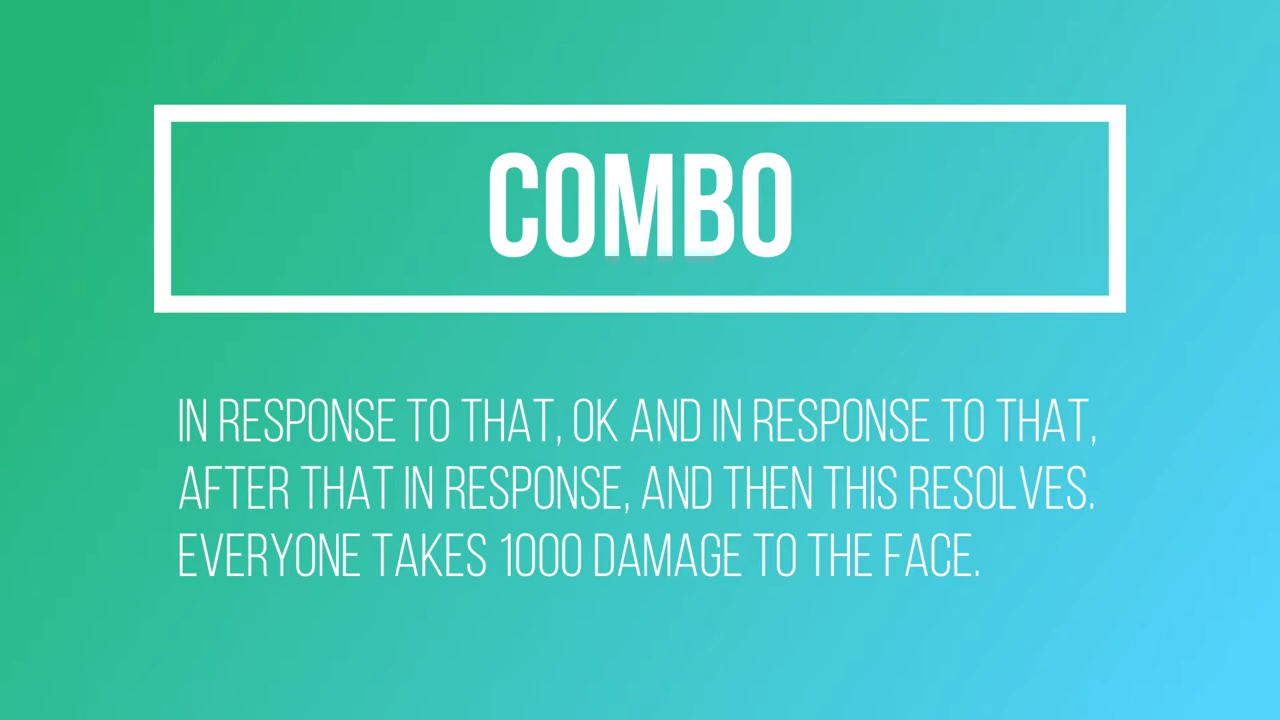 COMBO
IN RESPONSE TO THAT, OK AND IN RESPONSE TO THAT,
AFTER THAT IN RESPONSE, AND THEN THIS RESOLVES.
EVERYONE TAKES 1000 DAMAGE TO THE FACE.